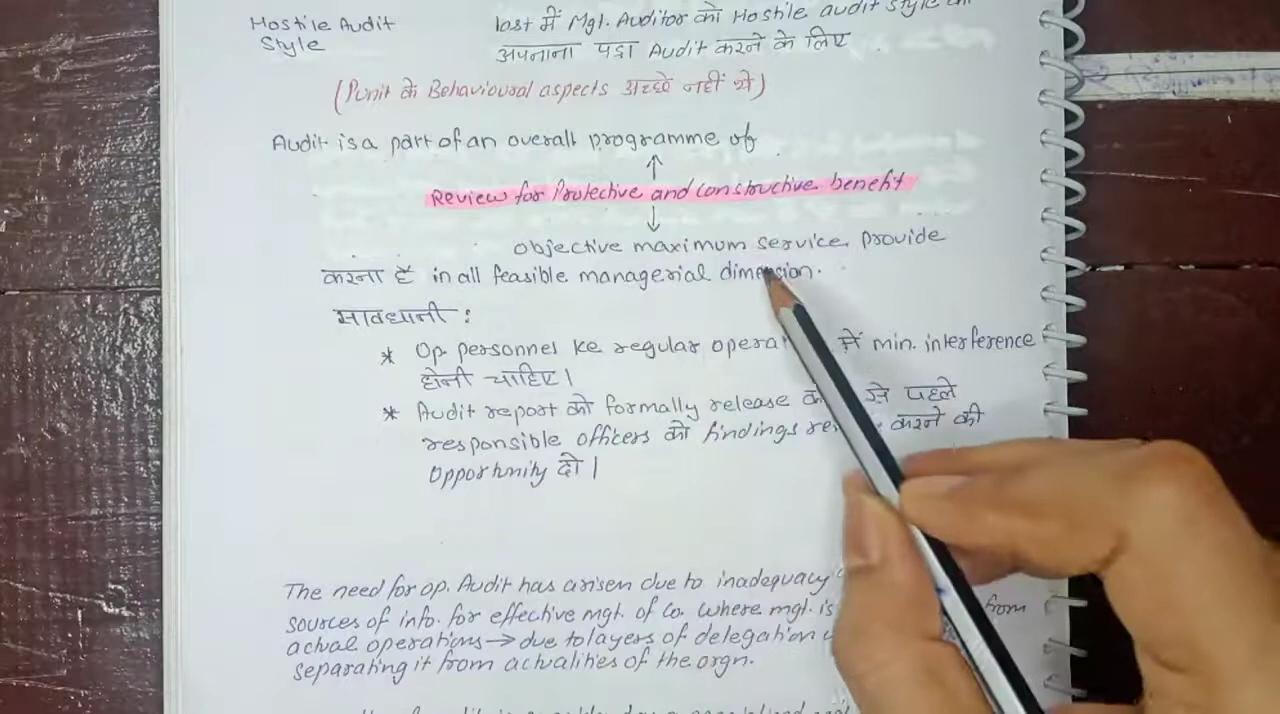 Hostile Audit last में Mgl. Auditor को Hostile audit style
Style अपनाना पड़ा Audit करने के लिए
(Punit के Behavioural aspects अच्छे नहीं थे)
Audit is a part of an overall programme of
↑
Review for Protective and constructive benefit
↓
objective maximum service provide
करना है in all feasible managerial dimension.
सावधानी :
* Op. personnel ke regular में min. interference
होनी चाहिए।
* Audit report को formally release से पहले
responsible officers को findings करने की
opportunity दो।
The need for op. Audit has arisen due to inadequacy
sources of info. for effective mgt. of Co. where mgt. is from
actual operations → due to layers of delegation
separating it from actualities of the orgn.